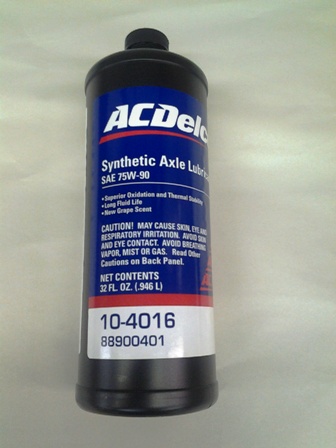 ACDelc
Synthetic Axle Lubric
SAE 75W-90
•Superior Oxidation and Thermal Stability
•Long Fluid Life
•New Grape Scent
CAUTION! MAY CAUSE SKIN, EYE AND
RESPIRATORY IRRITATION. AVOID SKIN
AND EYE CONTACT. AVOID BREATHING
VAPOR, MIST OR GAS. Read Other
Cautions on Back Panel.
NET CONTENTS
32 FL. OZ. (.946 L)
10-4016
88900401